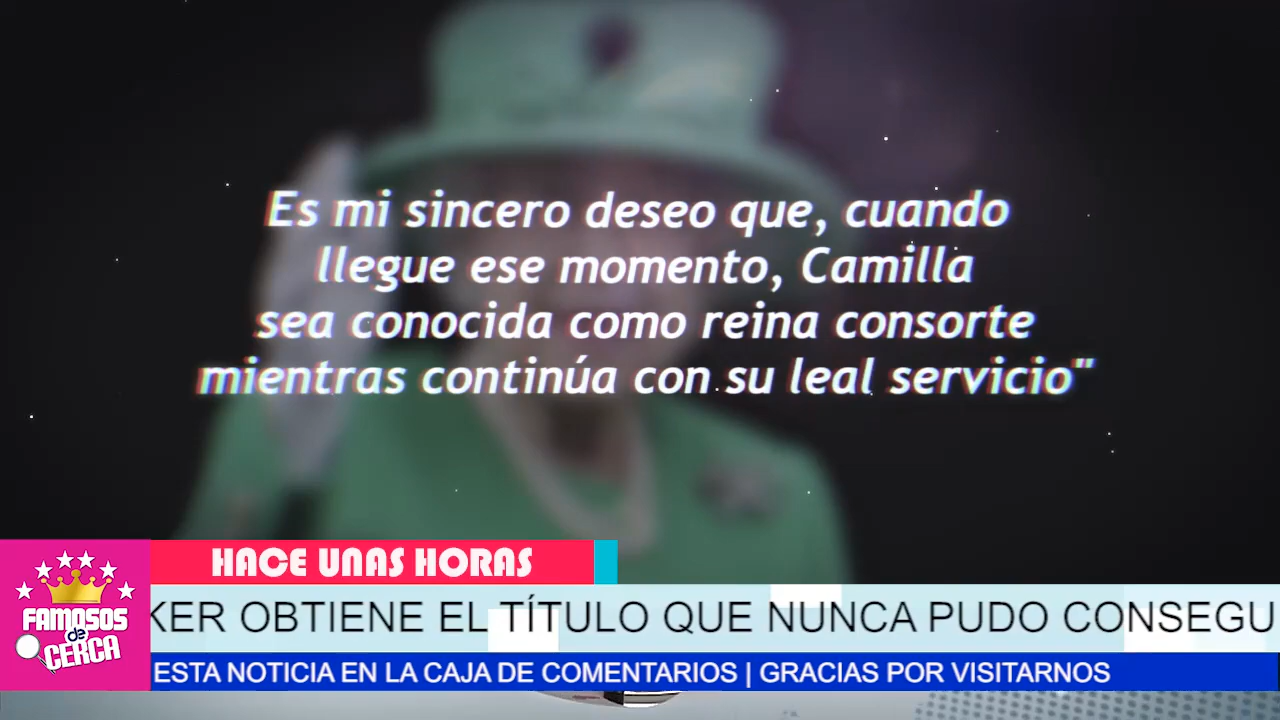 Es mi sincero deseo que, cuando
llegue ese momento, Camilla
sea conocida como reina consorte
mientras continúa con su leal servicio"
HACE UNAS HORAS
KER OBTIENE EL TÍTULO QUE NUNCA PUDO CONSEGU
FAMOSOS
de
CERCA
ESTA NOTICIA EN LA CAJA DE COMENTARIOS | GRACIAS POR VISITARNOS